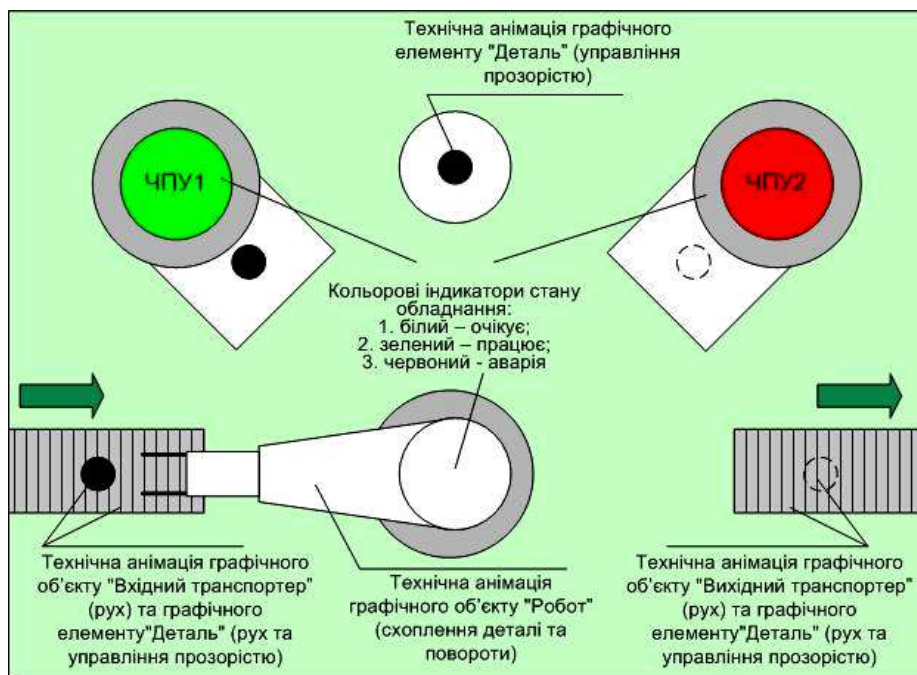 Технічна анімація графічного
елементу "Деталь" (управління
прозорістю)
ЧПУ1
ЧПУ2
Кольорові індикатори стану
обладнання:
1. білий – очікує;
2. зелений – працює;
3. червоний - аварія
Технічна анімація графічного
об'єкту "Вхідний транспортер"
(рух) та графічного
елементу"Деталь" (рух та
управління прозорістю)
Технічна анімація
графічного об'єкту "Робот"
(схоплення деталі та
повороти)
Технічна анімація графічного
об'єкту "Вихідний транспортер"
(рух) та графічного
елементу"Деталь" (рух та
управління прозорістю)